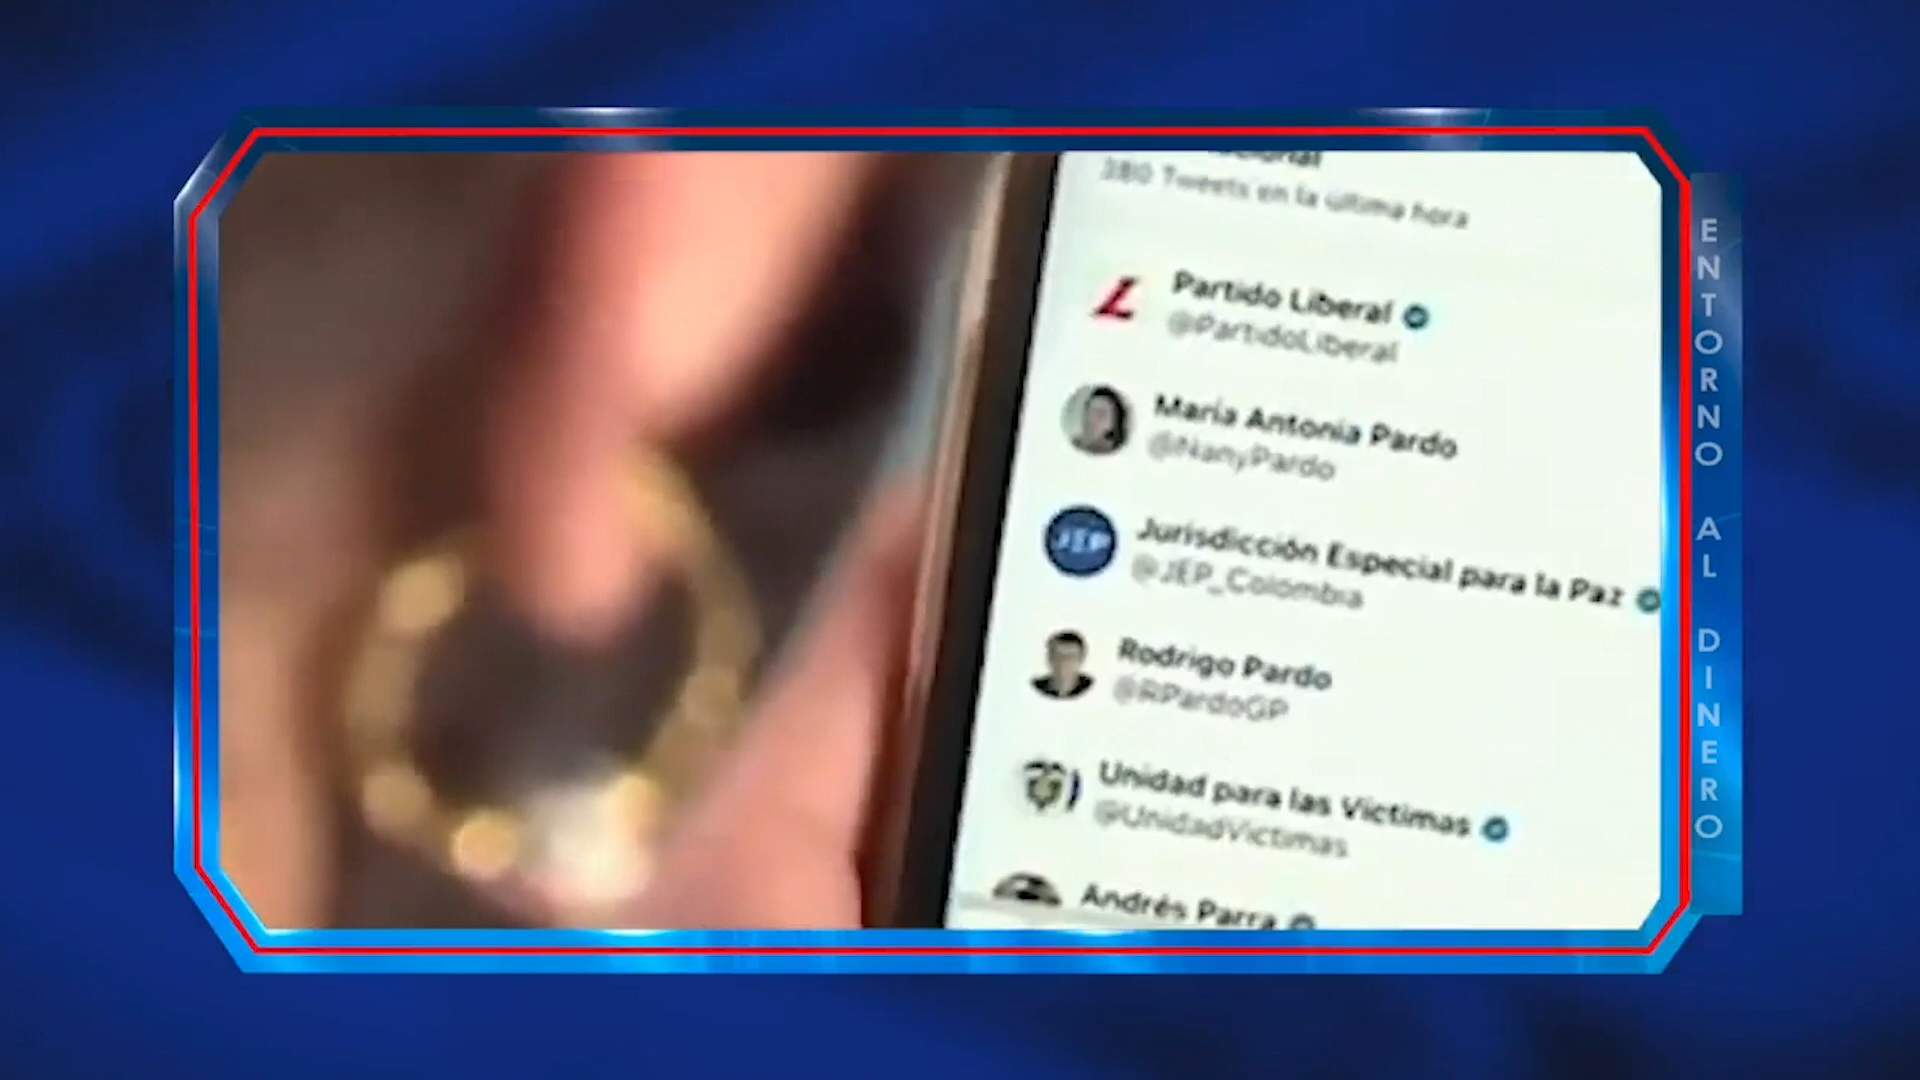 380 Tweets en la última hora
Partido Liberal
@PartidoLiberal
María Antonia Pardo
@NanyPardo
JEP
Jurisdicción Especial para la Paz
@JEP_Colombia
Rodrigo Pardo
@RPardoGP
Unidad para las Víctimas
@UnidadVictimas
Andrés Parra
ENTORNO AL DINERO